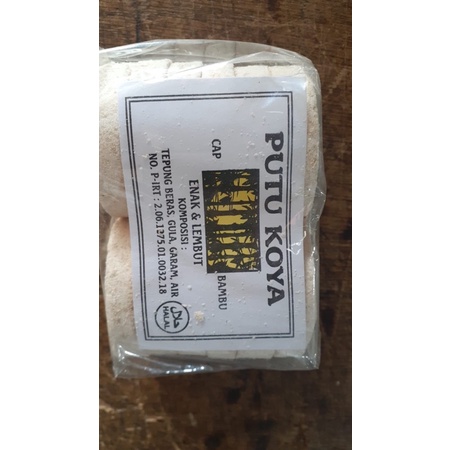 PUTU KOYA
CAP
BAMBU
ENAK & LEMBUT
KOMPOSISI :
TEPUNG BERAS, GULA, GARAM, AIR
NO. P-IRT : 2.06.1275.01.0032.18
حلال
HALAL